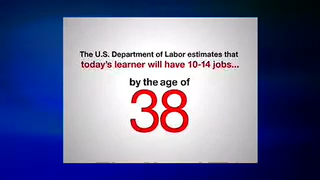 The U.S. Department of Labor estimates that
today's learner will have 10-14 jobs...
by the age of
38